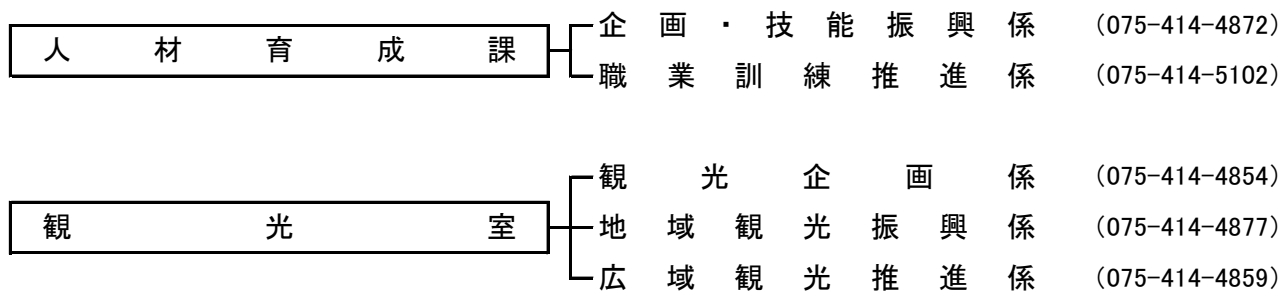 人材育成課
企画・技能振興係 （075-414-4872）
職業訓練推進係 （075-414-5102）
観光室
観光企画係 （075-414-4854）
地域観光振興係 （075-414-4877）
広域観光推進係 （075-414-4859）